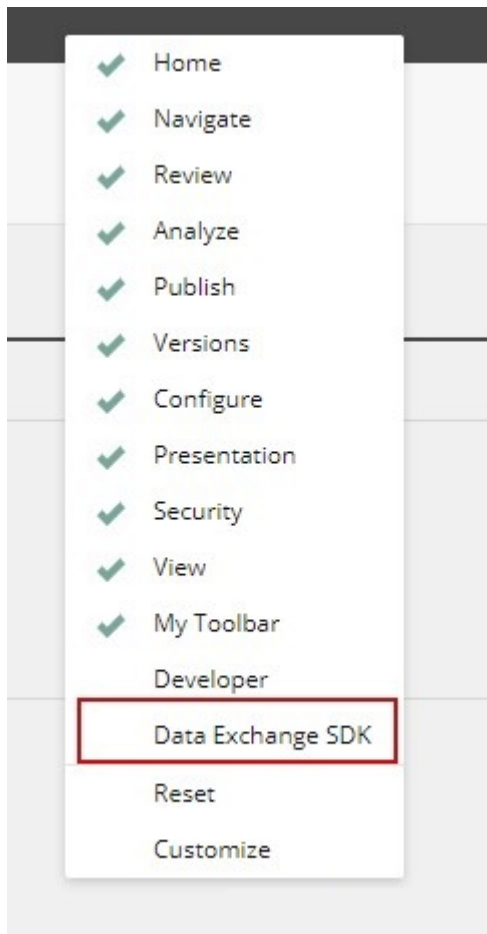 Home
Navigate
Review
Analyze
Publish
Versions
Configure
Presentation
Security
View
My Toolbar
Developer
Data Exchange SDK
Reset
Customize